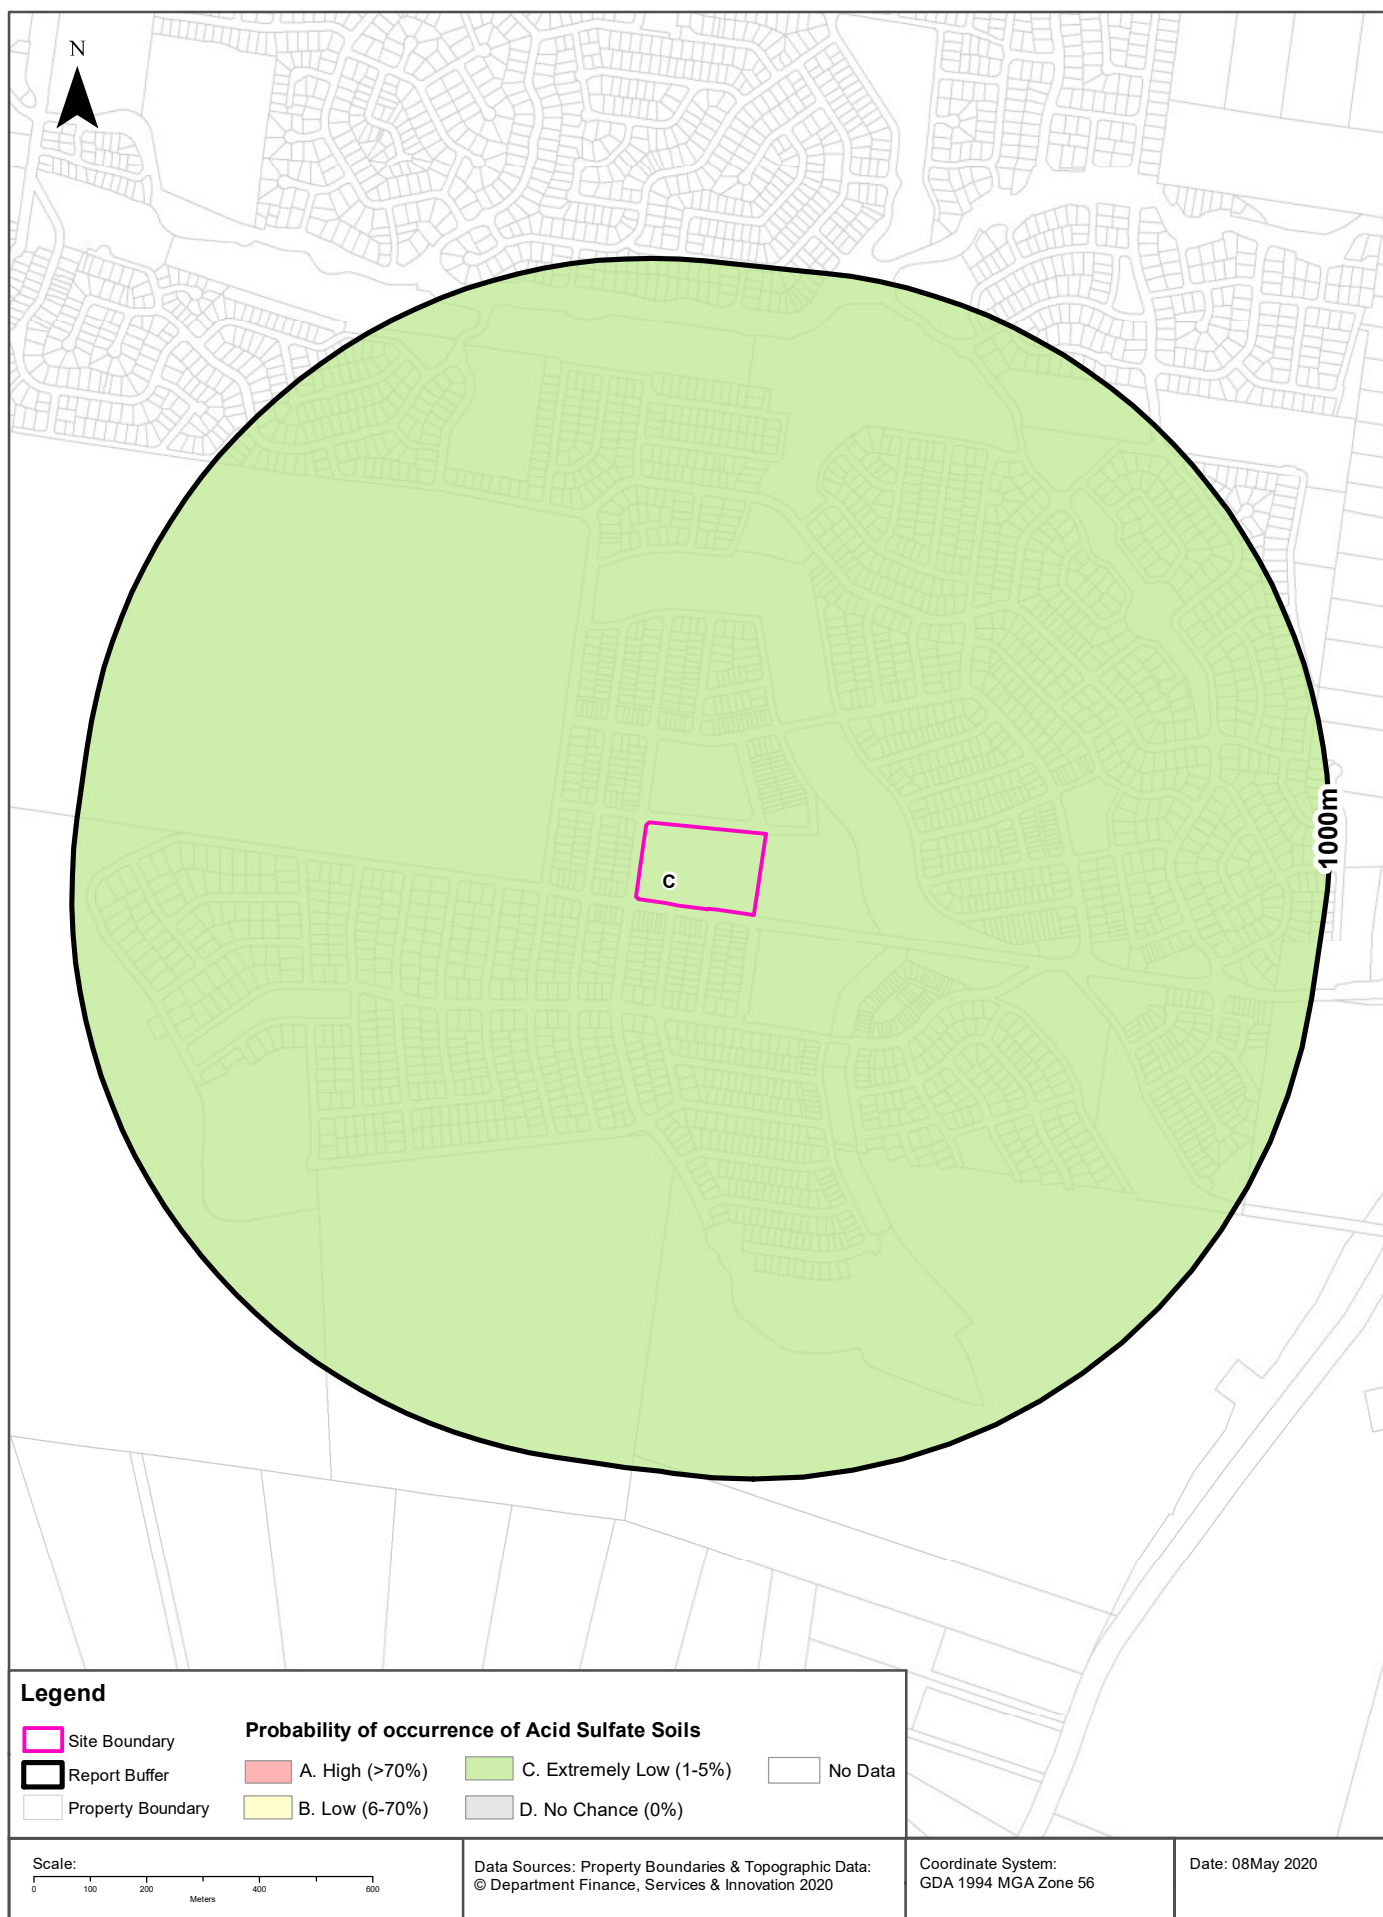 N
1000m
C
Legend
Site Boundary
Report Buffer
Property Boundary
Probability of occurrence of Acid Sulfate Soils
A. High (>70%)
B. Low (6-70%)
C. Extremely Low (1-5%)
D. No Chance (0%)
No Data
Scale:
0 100 200 400 600
Meters
Data Sources: Property Boundaries & Topographic Data:
© Department Finance, Services & Innovation 2020
Coordinate System:
GDA 1994 MGA Zone 56
Date: 08May 2020